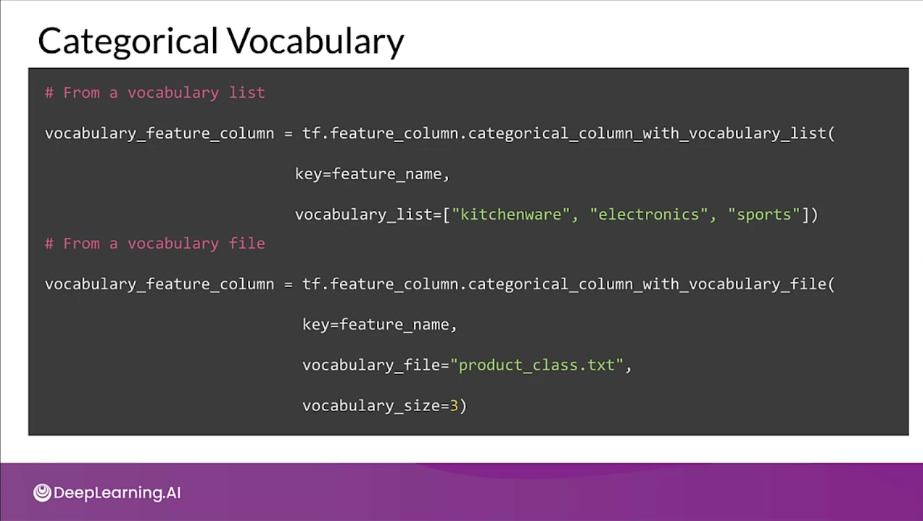 Categorical Vocabulary
# From a vocabulary list
vocabulary_feature_column = tf.feature_column.categorical_column_with_vocabulary_list(
key=feature_name,
vocabulary_list=["kitchenware", "electronics", "sports"])
# From a vocabulary file
vocabulary_feature_column = tf.feature_column.categorical_column_with_vocabulary_file(
key=feature_name,
vocabulary_file="product_class.txt",
vocabulary_size=3)
DeepLearning.AI